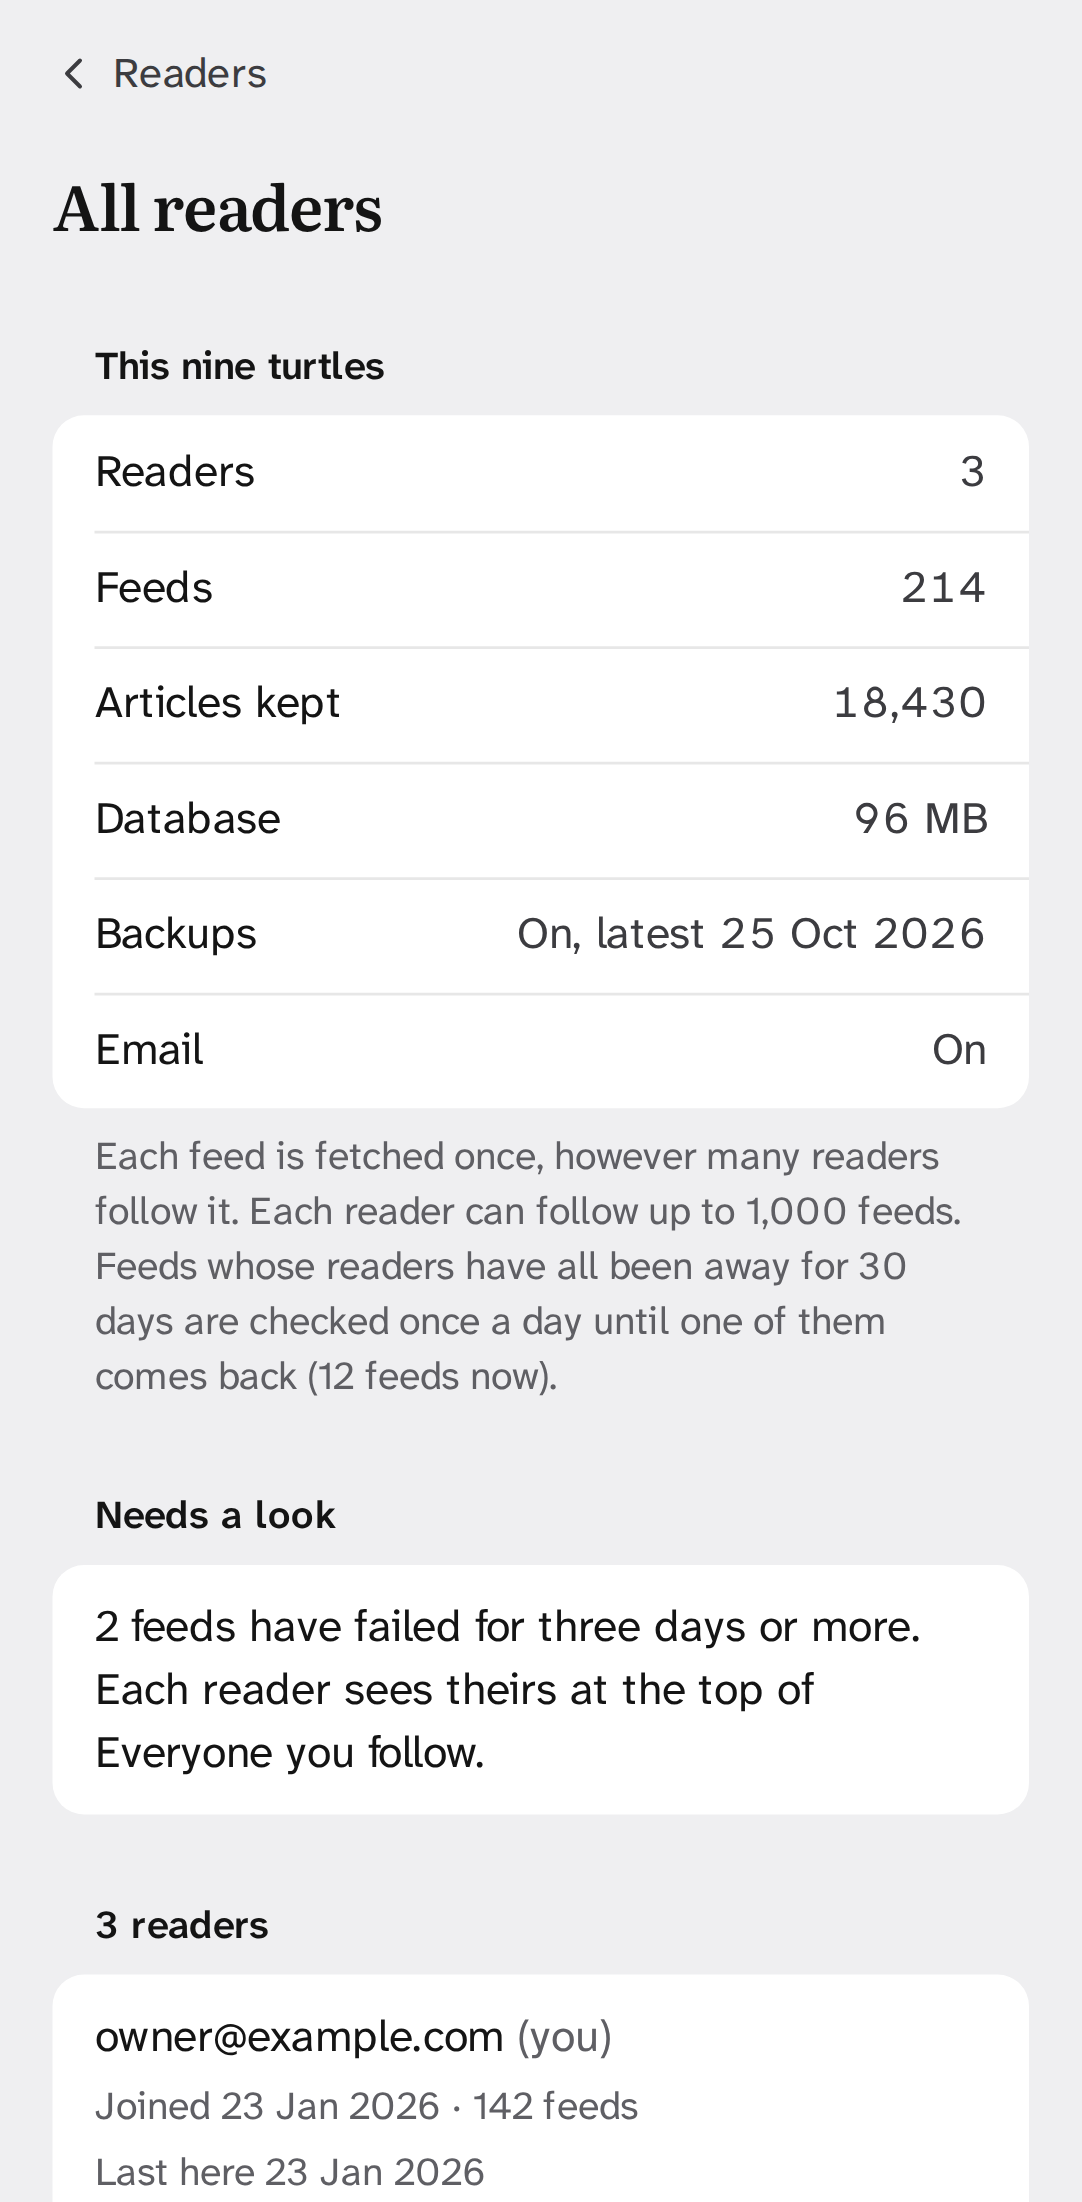 Readers
All readers
This nine turtles
Readers 3
Feeds 214
Articles kept 18,430
Database 96 MB
Backups On, latest 25 Oct 2026
Email On
Each feed is fetched once, however many readers
follow it. Each reader can follow up to 1,000 feeds.
Feeds whose readers have all been away for 30
days are checked once a day until one of them
comes back (12 feeds now).
Needs a look
2 feeds have failed for three days or more.
Each reader sees theirs at the top of
Everyone you follow.
3 readers
owner@example.com (you)
Joined 23 Jan 2026 · 142 feeds
Last here 23 Jan 2026